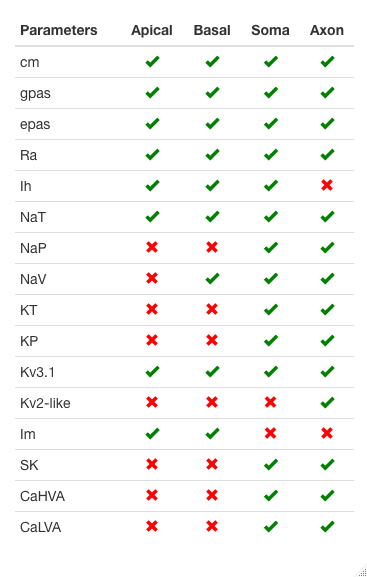 Parameters Apical Basal Soma Axon
cm ✔ ✔ ✔ ✔
gpas ✔ ✔ ✔ ✔
epas ✔ ✔ ✔ ✔
Ra ✔ ✔ ✔ ✔
Ih ✔ ✔ ✔ ✖
NaT ✔ ✔ ✔ ✔
NaP ✖ ✖ ✔ ✔
NaV ✖ ✔ ✔ ✔
KT ✖ ✖ ✔ ✔
KP ✖ ✖ ✔ ✔
Kv3.1 ✔ ✔ ✔ ✔
Kv2-like ✖ ✖ ✖ ✔
Im ✔ ✔ ✖ ✖
SK ✖ ✖ ✔ ✔
CaHVA ✖ ✖ ✔ ✔
CaLVA ✖ ✖ ✔ ✔